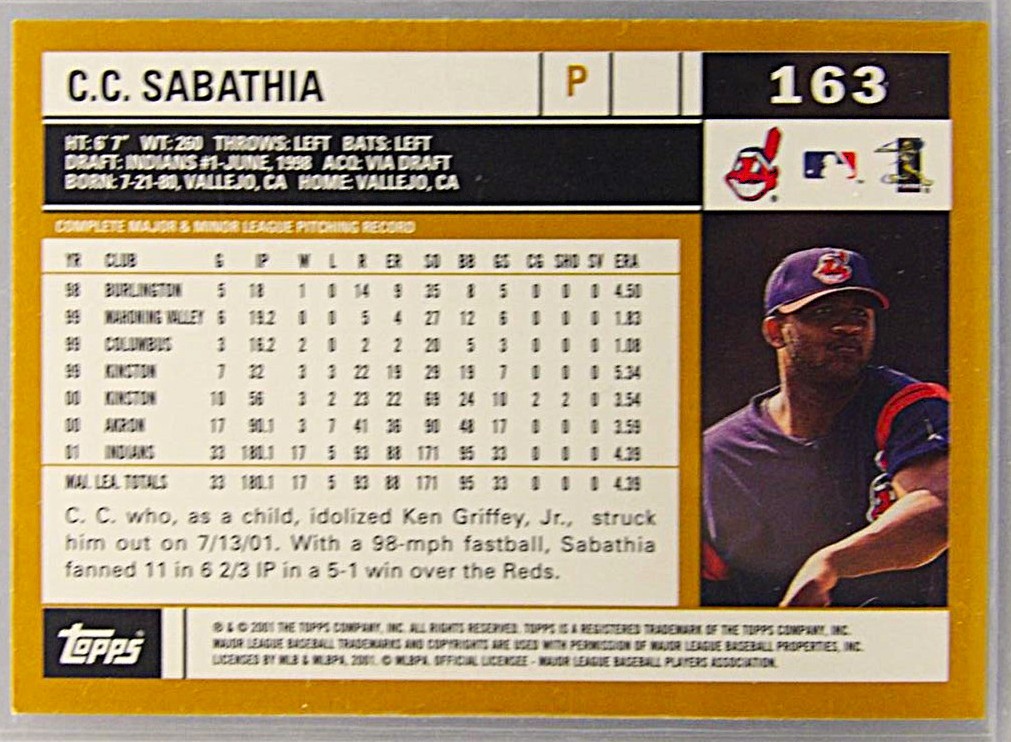 C.C. SABATHIA P 163
HT: 6' 7" WT: 260 THROWS: LEFT BATS: LEFT
DRAFT: INDIANS #1-JUNE, 1998 ACQ: VIA DRAFT
BORN: 7-21-80, VALLEJO, CA HOME: VALLEJO, CA
COMPLETE MAJOR & MINOR LEAGUE PITCHING RECORD
YR CLUB G IP W L R ER SO BB GS CG SHO SV ERA
98 BURLINGTON 5 18 1 0 14 9 35 8 5 0 0 0 4.50
99 MAHONING VALLEY 6 19.2 0 0 5 4 27 12 6 0 0 0 1.83
99 COLUMBUS 3 16.2 2 0 2 2 20 5 3 0 0 0 1.08
99 KINSTON 7 32 3 3 22 19 29 19 7 0 0 0 5.34
00 KINSTON 10 56 3 2 23 22 69 24 10 2 2 0 3.54
00 AKRON 17 90.1 3 7 41 36 90 48 17 0 0 0 3.59
01 INDIANS 33 180.1 17 5 93 88 171 95 33 0 0 0 4.39
MAJ. LEA. TOTALS 33 180.1 17 5 93 88 171 95 33 0 0 0 4.39
C. C. who, as a child, idolized Ken Griffey, Jr., struck
him out on 7/13/01. With a 98-mph fastball, Sabathia
fanned 11 in 6 2/3 IP in a 5-1 win over the Reds.
topps
® & © 2001 THE TOPPS COMPANY, INC. ALL RIGHTS RESERVED. TOPPS IS A REGISTERED TRADEMARK OF THE TOPPS COMPANY, INC.
MAJOR LEAGUE BASEBALL TRADEMARKS AND COPYRIGHTS ARE USED WITH PERMISSION OF MAJOR LEAGUE BASEBALL PROPERTIES, INC.
LICENSED BY MLB & MLBPA, 2001. © MLBPA. OFFICIAL LICENSEE - MAJOR LEAGUE BASEBALL PLAYERS ASSOCIATION.